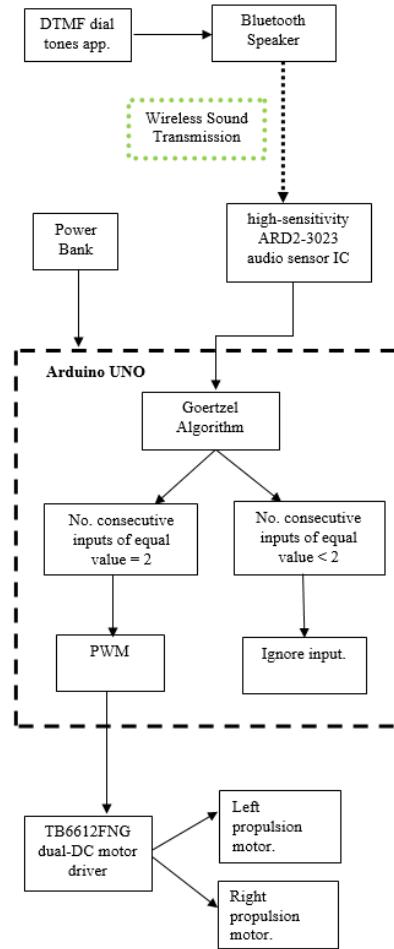 DTMF dial
tones app.
Bluetooth
Speaker
Wireless Sound
Transmission
Power
Bank
high-sensitivity
ARD2-3023
audio sensor IC
Arduino UNO
Goertzel
Algorithm
No. consecutive
inputs of equal
value = 2
No. consecutive
inputs of equal
value < 2
PWM
Ignore input.
TB6612FNG
dual-DC motor
driver
Left
propulsion
motor.
Right
propulsion
motor.